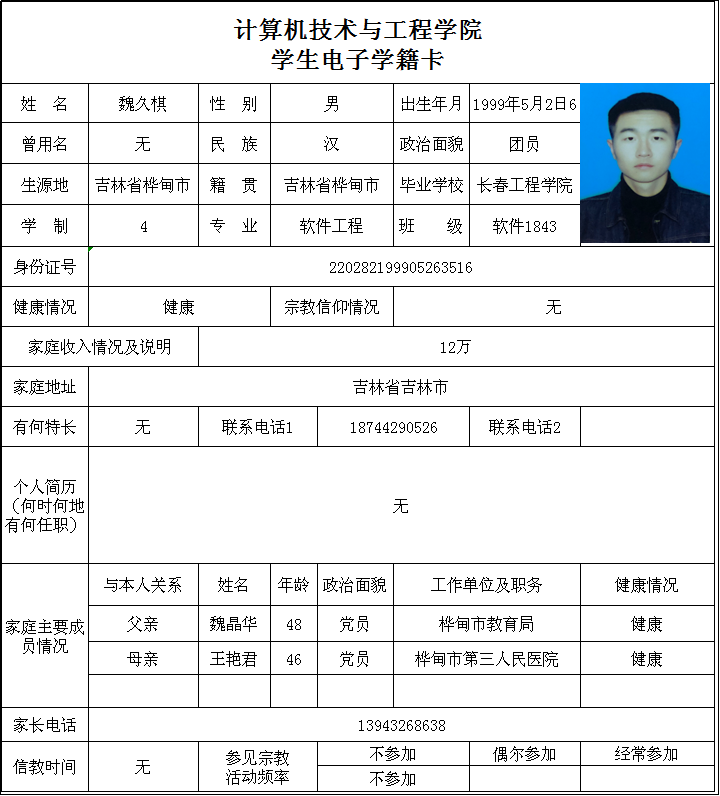 计算机技术与工程学院
学生电子学籍卡
姓 名 魏久棋 性 别 男 出生年月 1999年5月2日6
曾用名 无 民 族 汉 政治面貌 团员
生源地 吉林省桦甸市 籍 贯 吉林省桦甸市 毕业学校 长春工程学院
学 制 4 专 业 软件工程 班 级 软件1843
身份证号 220282199905263516
健康情况 健康 宗教信仰情况 无
家庭收入情况及说明 12万
家庭地址 吉林省吉林市
有何特长 无 联系电话1 18744290526 联系电话2
个人简历
（何时何地
有何任职） 无
与本人关系 姓名 年龄 政治面貌 工作单位及职务 健康情况
家庭主要成
员情况
父亲 魏晶华 48 党员 桦甸市教育局 健康
母亲 王艳君 46 党员 桦甸市第三人民医院 健康
家长电话 13943268638
信教时间 无 参见宗教
活动频率
不参加 偶尔参加 经常参加
不参加